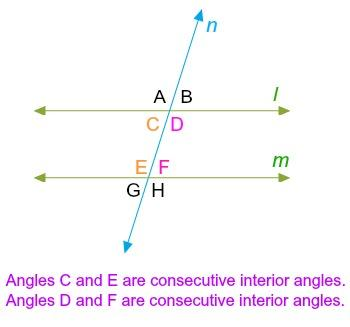 n
A B l
C D
E F m
G H
Angles C and E are consecutive interior angles.
Angles D and F are consecutive interior angles.